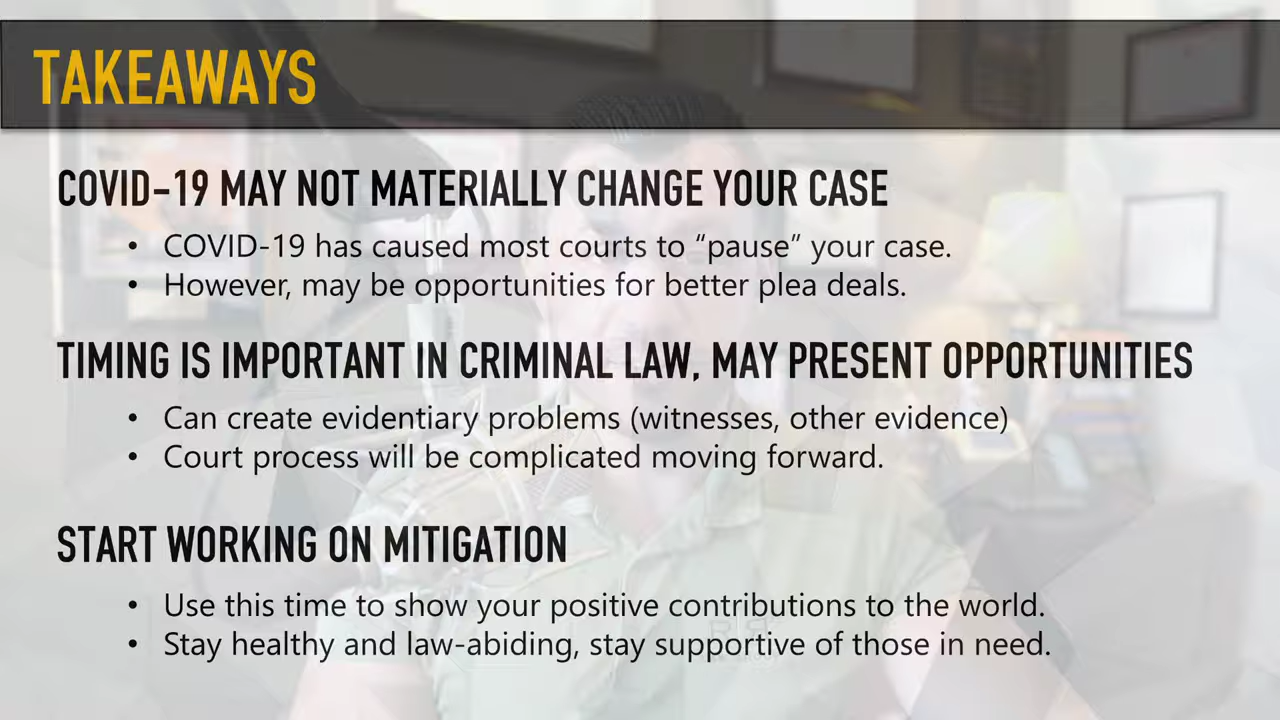 TAKEAWAYS
COVID-19 MAY NOT MATERIALLY CHANGE YOUR CASE
• COVID-19 has caused most courts to “pause” your case.
• However, may be opportunities for better plea deals.
TIMING IS IMPORTANT IN CRIMINAL LAW, MAY PRESENT OPPORTUNITIES
• Can create evidentiary problems (witnesses, other evidence)
• Court process will be complicated moving forward.
START WORKING ON MITIGATION
• Use this time to show your positive contributions to the world.
• Stay healthy and law-abiding, stay supportive of those in need.